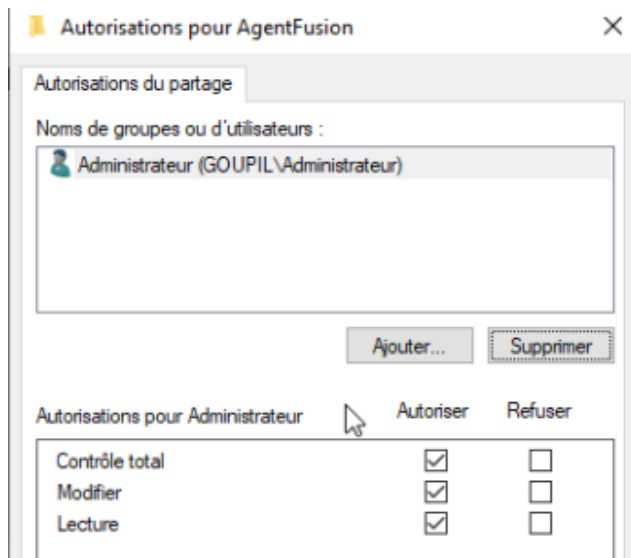 Autorisations pour AgentFusion
Autorisations du partage
Noms de groupes ou d'utilisateurs :
Administrateur (GOUPIL\Administrateur)
Ajouter... Supprimer
Autorisations pour Administrateur Autoriser Refuser
Contrôle total
Modifier
Lecture